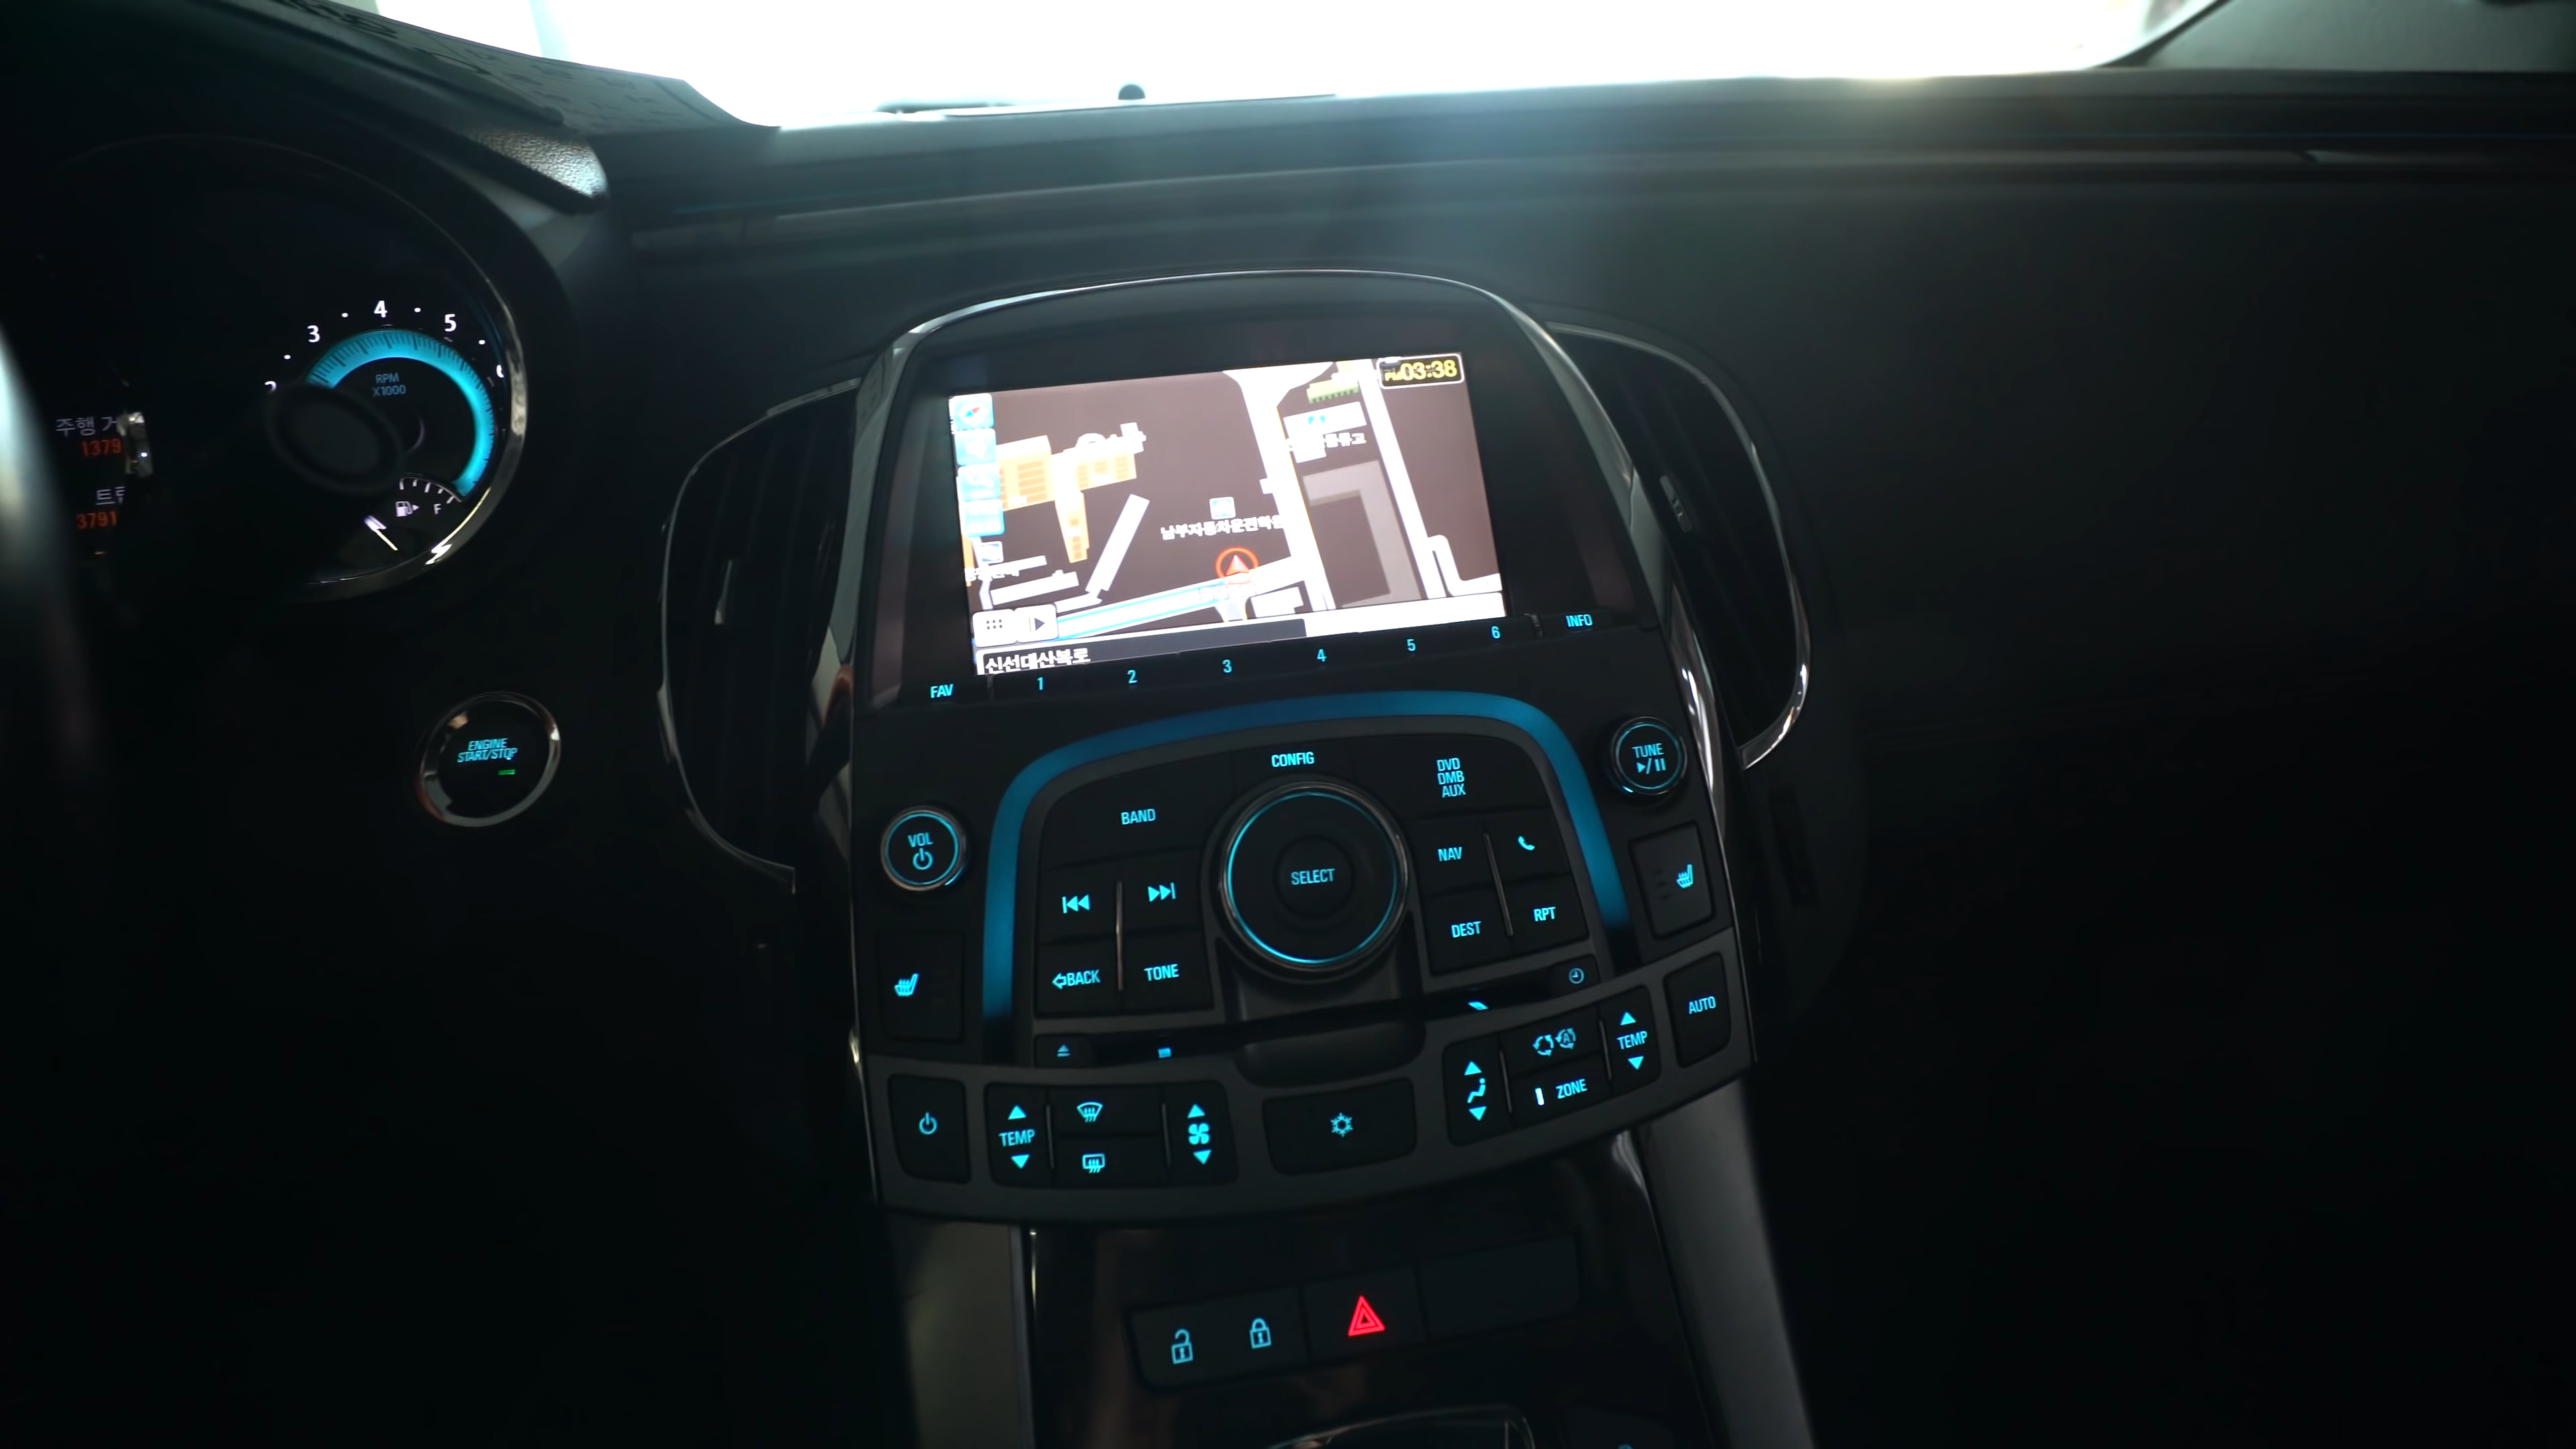 3
4
5
RPM
X1000
주행 거
1379
3791
F
03:38
남부자동차운전학원
신선대산복로
FAV
1
2
3
4
5
6
INFO
ENGINE
START/STOP
VOL
BAND
CONFIG
DVD
DMB
AUX
TUNE
SELECT
NAV
BACK
TONE
DEST
RPT
TEMP
ZONE
TEMP
AUTO